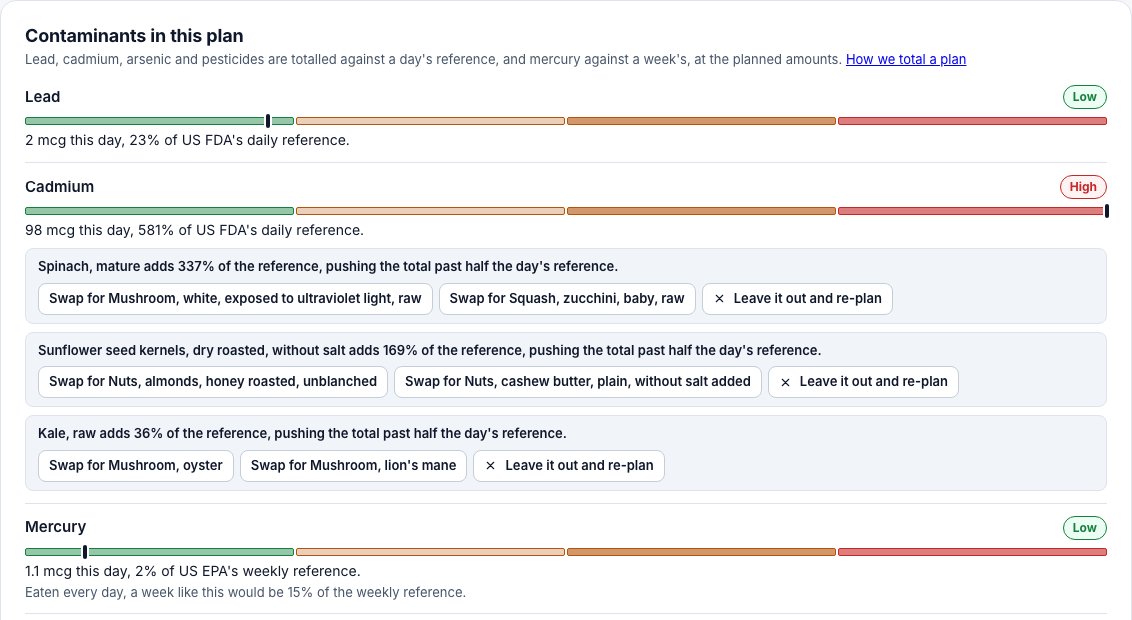 Contaminants in this plan
Lead, cadmium, arsenic and pesticides are totalled against a day's reference, and mercury against a week's, at the planned amounts. How we total a plan
Lead
Low
2 mcg this day, 23% of US FDA's daily reference.
Cadmium
High
98 mcg this day, 581% of US FDA's daily reference.
Spinach, mature adds 337% of the reference, pushing the total past half the day's reference.
Swap for Mushroom, white, exposed to ultraviolet light, raw
Swap for Squash, zucchini, baby, raw
✕ Leave it out and re-plan
Sunflower seed kernels, dry roasted, without salt adds 169% of the reference, pushing the total past half the day's reference.
Swap for Nuts, almonds, honey roasted, unblanched
Swap for Nuts, cashew butter, plain, without salt added
✕ Leave it out and re-plan
Kale, raw adds 36% of the reference, pushing the total past half the day's reference.
Swap for Mushroom, oyster
Swap for Mushroom, lion's mane
✕ Leave it out and re-plan
Mercury
Low
1.1 mcg this day, 2% of US EPA's weekly reference.
Eaten every day, a week like this would be 15% of the weekly reference.